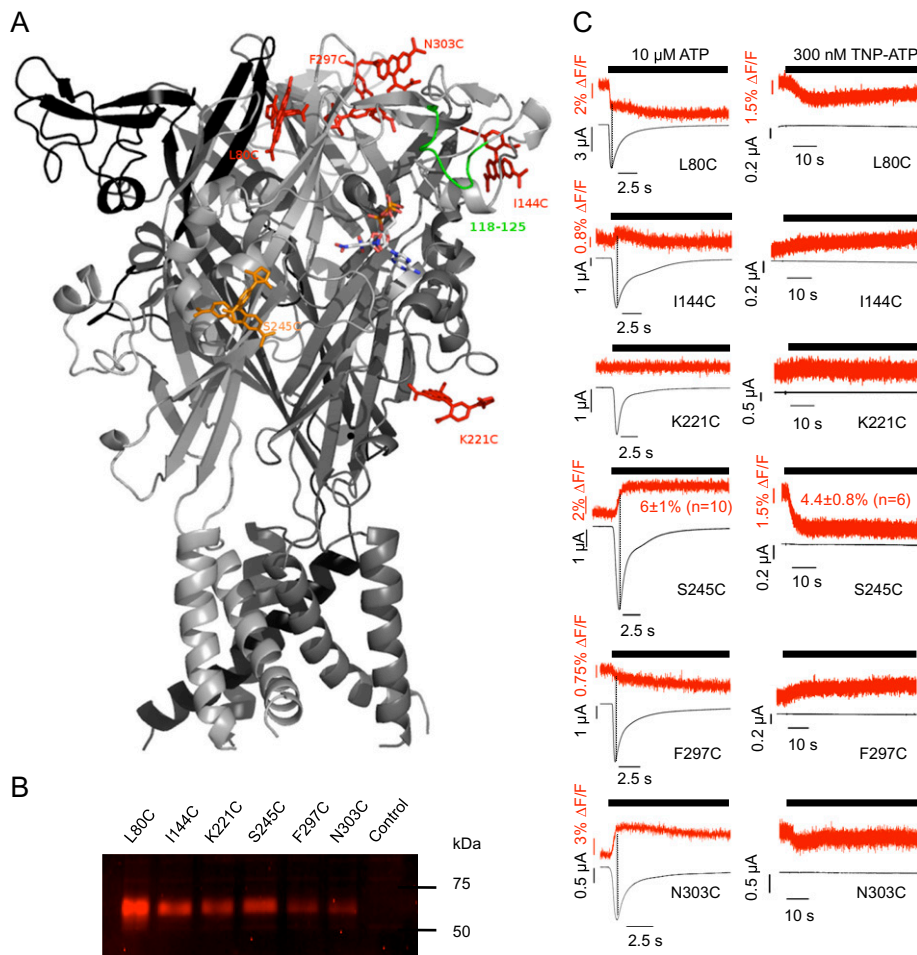 A
N303C
F297C
L80C
I144C
118-125
S245C
K221C
B
L80C
I144C
K221C
S245C
F297C
N303C
Control
kDa
75
50
C
10 µM ATP
300 nM TNP-ATP
2% ΔF/F
3 µA
2.5 s
L80C
1.5% ΔF/F
0.2 µA
10 s
L80C
0.8% ΔF/F
1 µA
2.5 s
I144C
0.2 µA
10 s
I144C
1 µA
2.5 s
K221C
0.5 µA
10 s
K221C
2% ΔF/F
1 µA
6±1% (n=10)
2.5 s
S245C
1.5% ΔF/F
0.2 µA
4.4±0.8% (n=6)
10 s
S245C
0.75% ΔF/F
1 µA
2.5 s
F297C
0.2 µA
10 s
F297C
3% ΔF/F
0.5 µA
2.5 s
N303C
0.5 µA
10 s
N303C